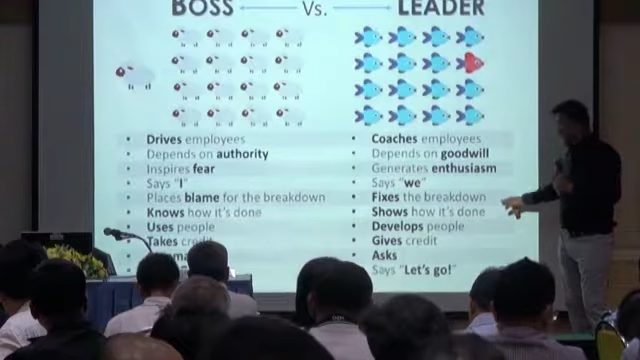 BOSS Vs. LEADER
• Drives employees
• Depends on authority
• Inspires fear
• Says "I"
• Places blame for the breakdown
• Knows how it's done
• Uses people
• Takes credit
• Coaches employees
• Depends on goodwill
• Generates enthusiasm
• Says "we"
• Fixes the breakdown
• Shows how it's done
• Develops people
• Gives credit
• Asks
Says "Let's go!"